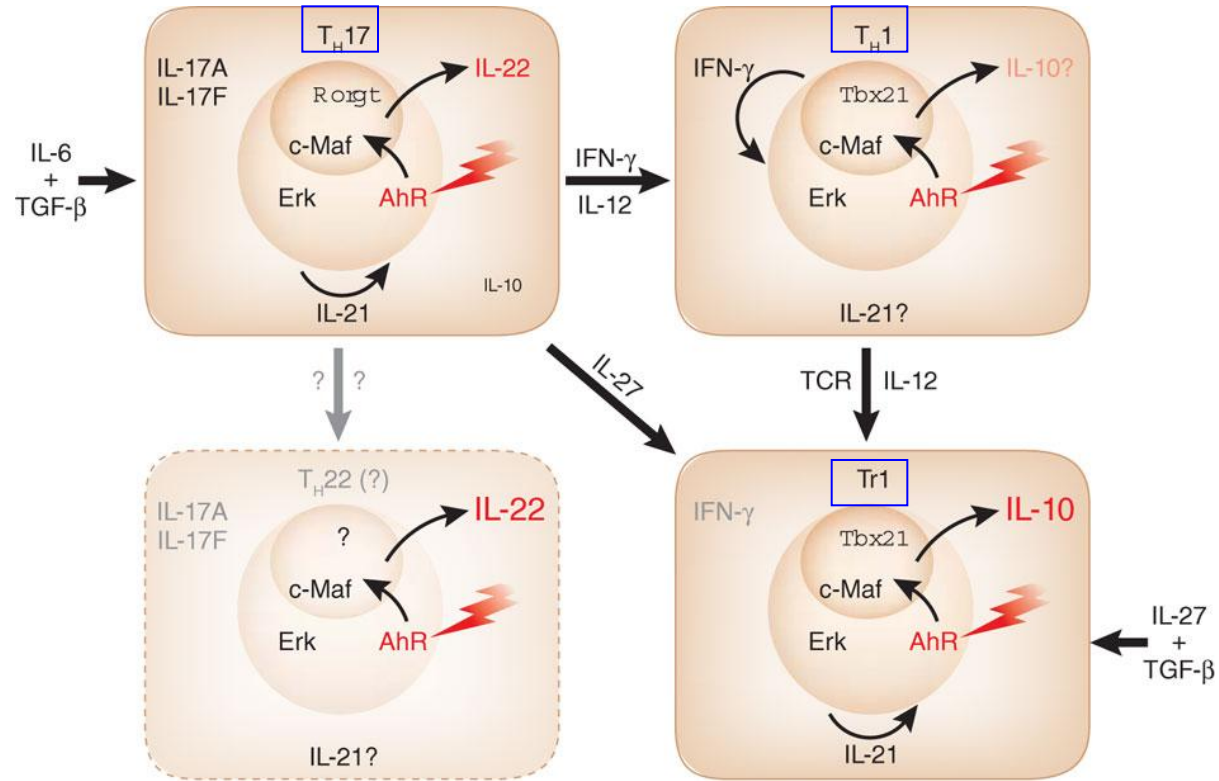 T_H17
IL-17A
IL-17F
IL-22
Rorgt
c-Maf
Erk
AhR
IL-10
IL-21
IL-6
+
TGF-β
IFN-γ
IL-12
T_H1
IFN-γ
IL-10?
Tbx21
c-Maf
Erk
AhR
IL-21?
? ?
IL-27
TCR IL-12
T_H22 (?)
IL-17A
IL-17F
IL-22
?
c-Maf
Erk
AhR
IL-21?
Tr1
IFN-γ
IL-10
Tbx21
c-Maf
Erk
AhR
IL-21
IL-27
+
TGF-β